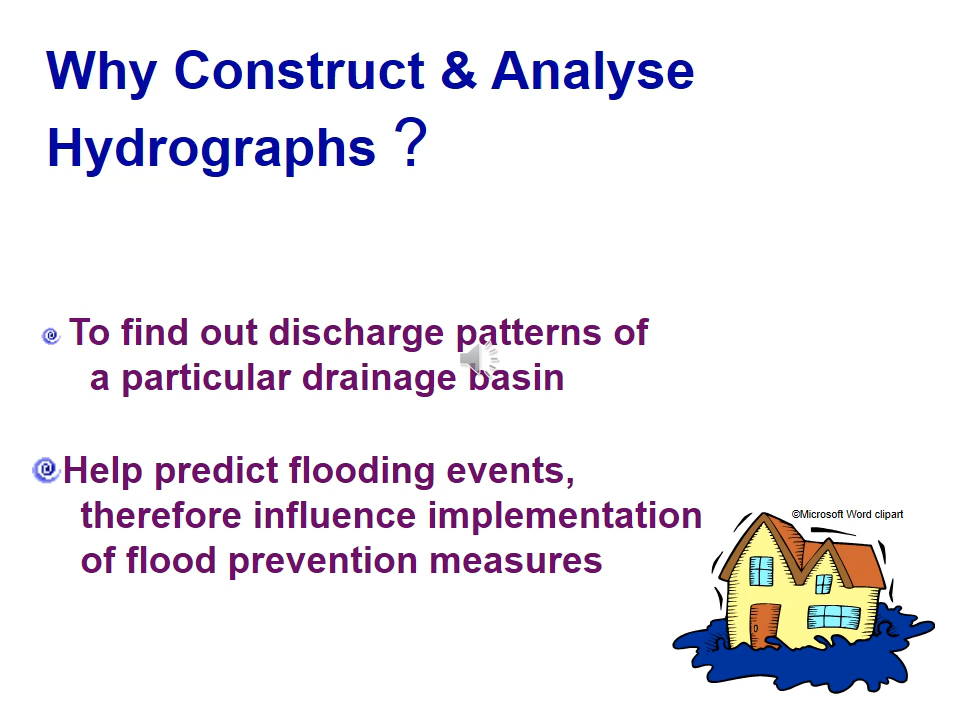 Why Construct & Analyse
Hydrographs ?
To find out discharge patterns of
a particular drainage basin
Help predict flooding events,
therefore influence implementation
of flood prevention measures
©Microsoft Word clipart